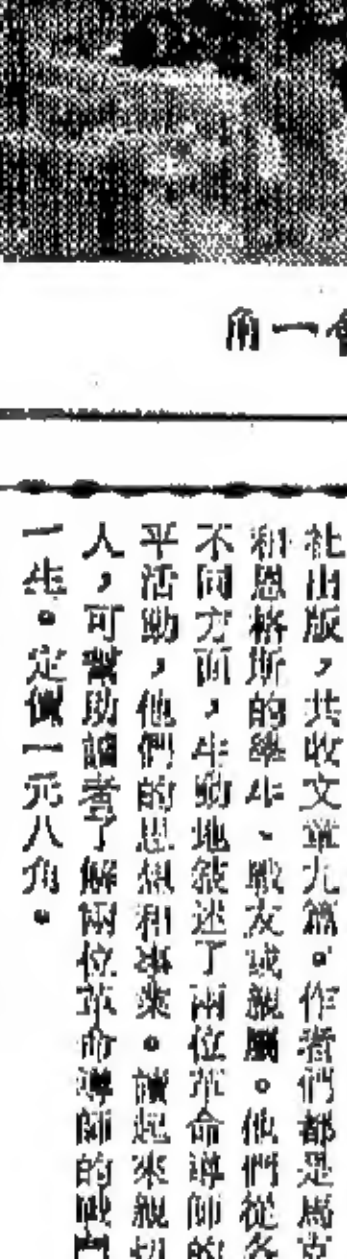 角一
社出版，共收文章九篇。作者們都是馬克
和恩格斯的學生、戰友或親屬。他們從各
不同方面，生動地敍述了兩位革命導師的
平活動，他們的思想和事業。讀起來親切
人，可幫助讀者了解兩位革命導師的戰鬥
一生。定價一元八角。